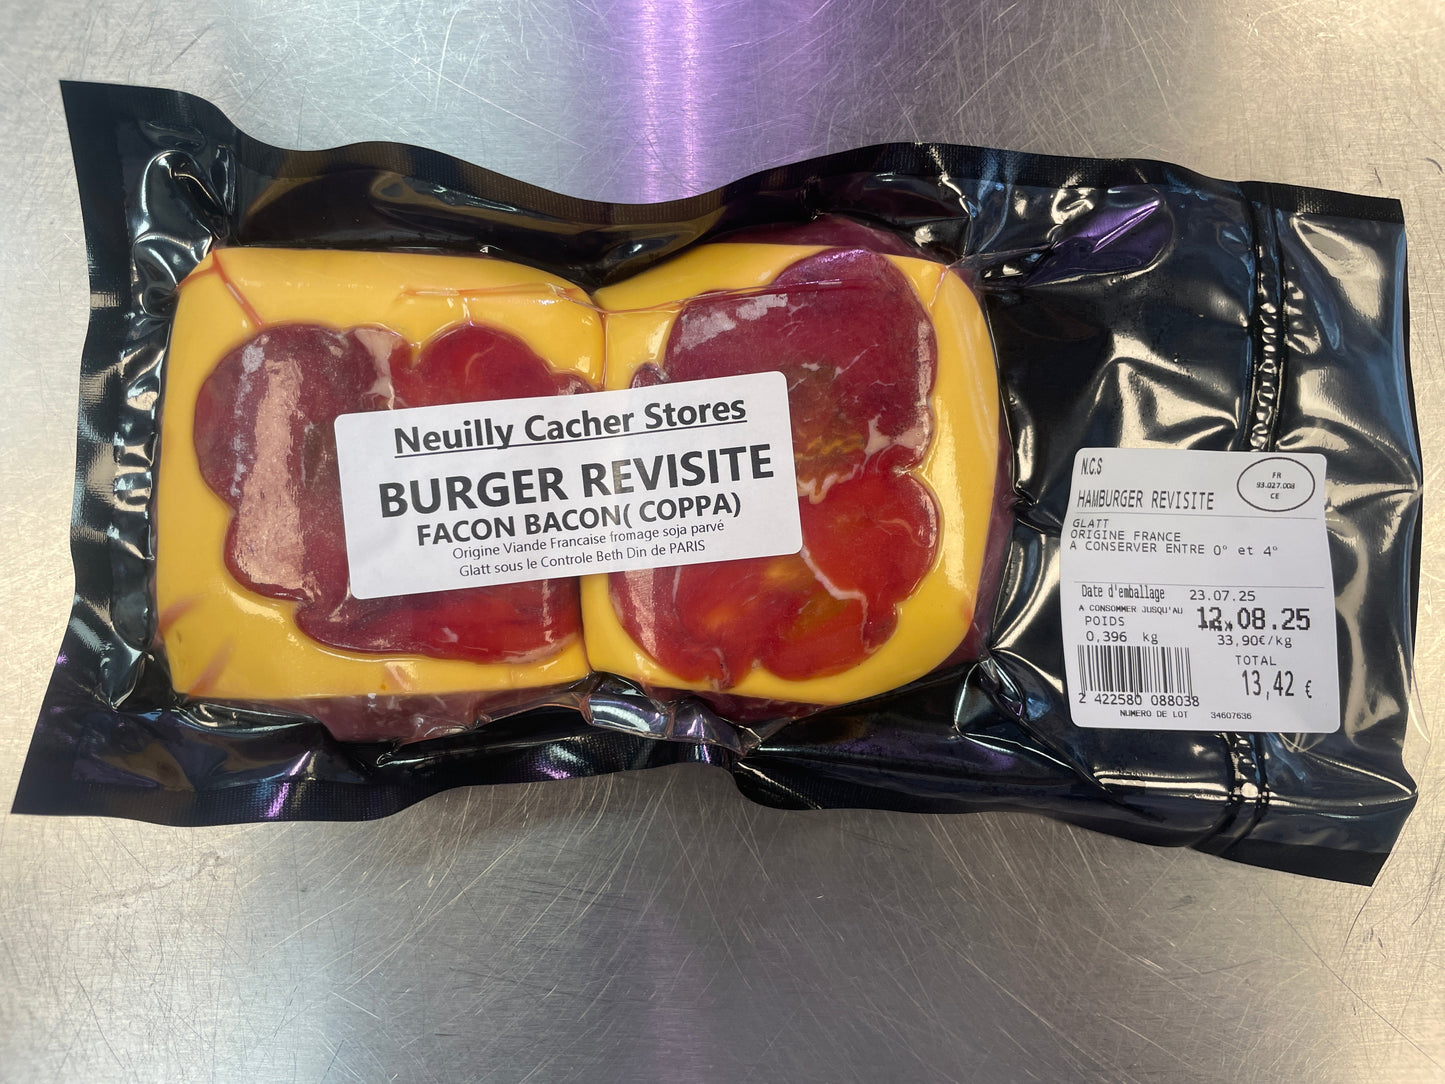 Neuilly Cacher Stores
BURGER REVISITE
FACON BACON( COPPA)
Origine Viande Francaise fromage soja parvé
Glatt sous le Controle Beth Din de PARIS
N.C.S
FR
93.027.008
CE
HAMBURGER REVISITE
GLATT
ORIGINE FRANCE
A CONSERVER ENTRE 0° et 4°
Date d'emballage 23.07.25
A CONSOMMER JUSQU'AU 12.08.25
POIDS
0,396 kg 33,90€/kg
TOTAL
13,42 €
2 422580 088038
NUMERO DE LOT 34607636